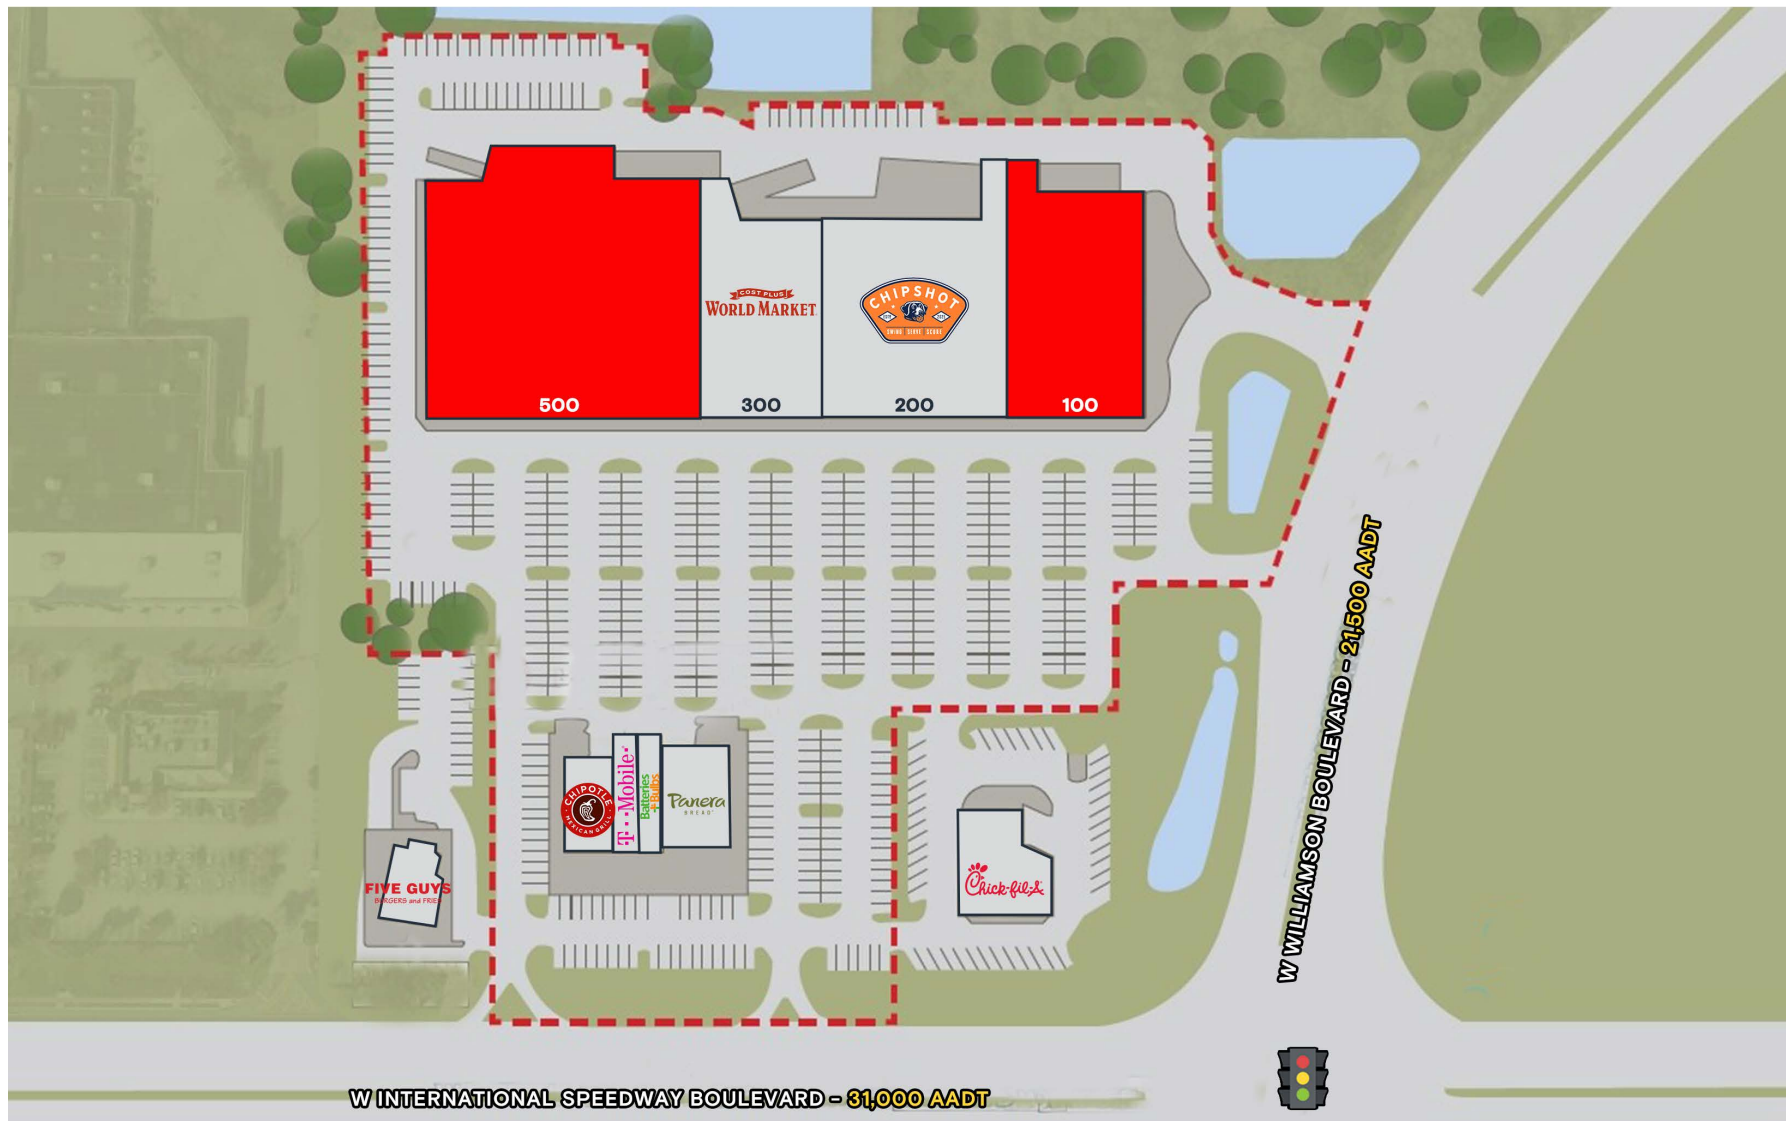 COST PLUS
WORLD MARKET
CHIPSHOT
SWING SERVE SCORE
500
300
200
100
CHIPOTLE
MEXICAN GRILL
T··Mobile·
Batteries
+Bulbs
Panera
BREAD
FIVE GUYS
BURGERS and FRIES
Chick-fil-A
W WILLIAMSON BOULEVARD - 21,500 AADT
W INTERNATIONAL SPEEDWAY BOULEVARD - 31,000 AADT